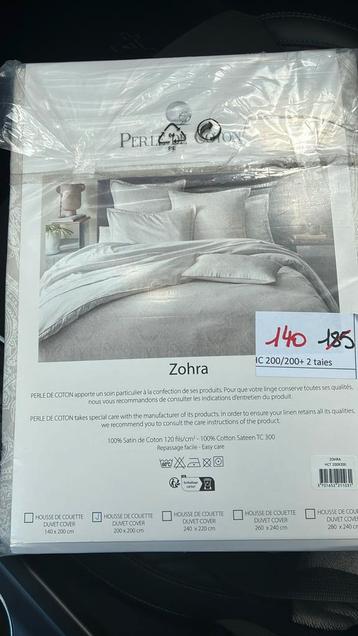 PERLE DE COTON
140 185
HC 200/200+ 2 taies
Zohra
PERLE DE COTON apporte un soin particulier à la confection de ses produits. Pour que votre linge conserve toutes ses qualités,
nous vous recommandons de consulter les indications d'entretien du produit.
PERLE DE COTON takes special care with the manufacturer of its products. In order to ensure your linen retains all its qualities,
we recommend you to consult the care instructions of the product.
100% Satin de Coton 120 fils/cm² - 100% Cotton Sateen TC 300
Repassage facile - Easy care
ZOHRA
HCT 200X200
HOUSSE DE COUETTE
DUVET COVER
140 x 200 cm
HOUSSE DE COUETTE
DUVET COVER
200 x 200 cm
HOUSSE DE COUETTE
DUVET COVER
240 x 220 cm
HOUSSE DE COUETTE
DUVET COVER
260 x 240 cm
HOUSSE DE COU
DUVET COVE
280 x 240 c